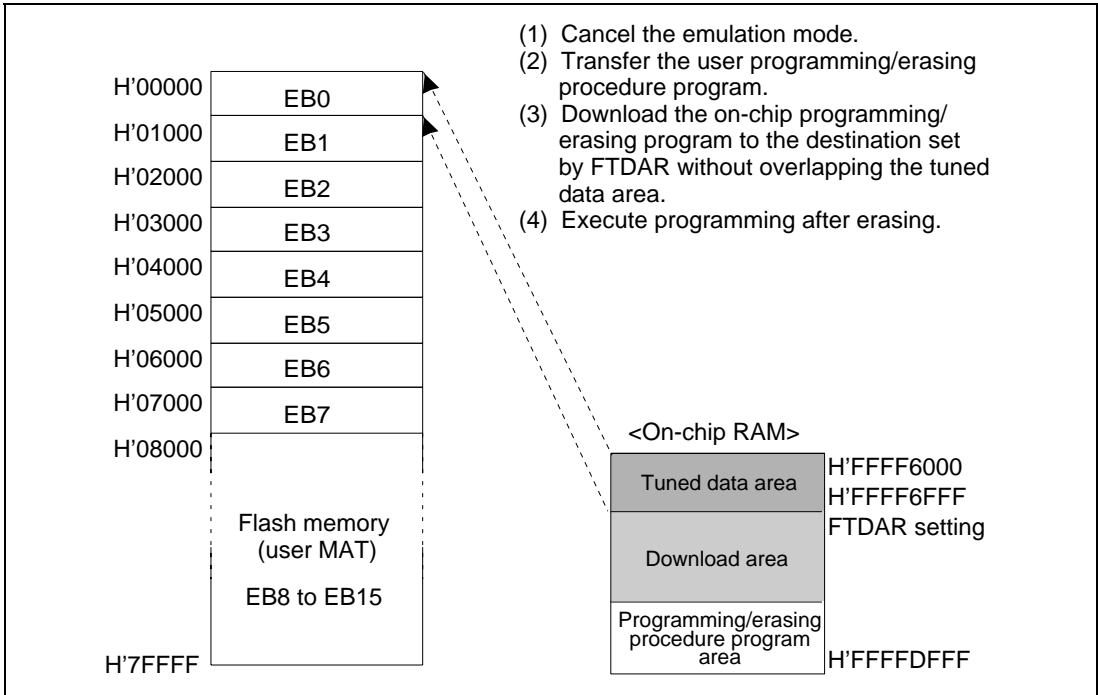 (1) Cancel the emulation mode.
(2) Transfer the user programming/erasing
procedure program.
(3) Download the on-chip programming/
erasing program to the destination set
by FTDAR without overlapping the tuned
data area.
(4) Execute programming after erasing.
H'00000
EB0
H'01000
EB1
H'02000
EB2
H'03000
EB3
H'04000
EB4
H'05000
EB5
H'06000
EB6
H'07000
EB7
H'08000
Flash memory
(user MAT)
EB8 to EB15
H'7FFFF
<On-chip RAM>
Tuned data area
H'FFFF6000
H'FFFF6FFF
FTDAR setting
Download area
Programming/erasing
procedure program
area
H'FFFFDFFF